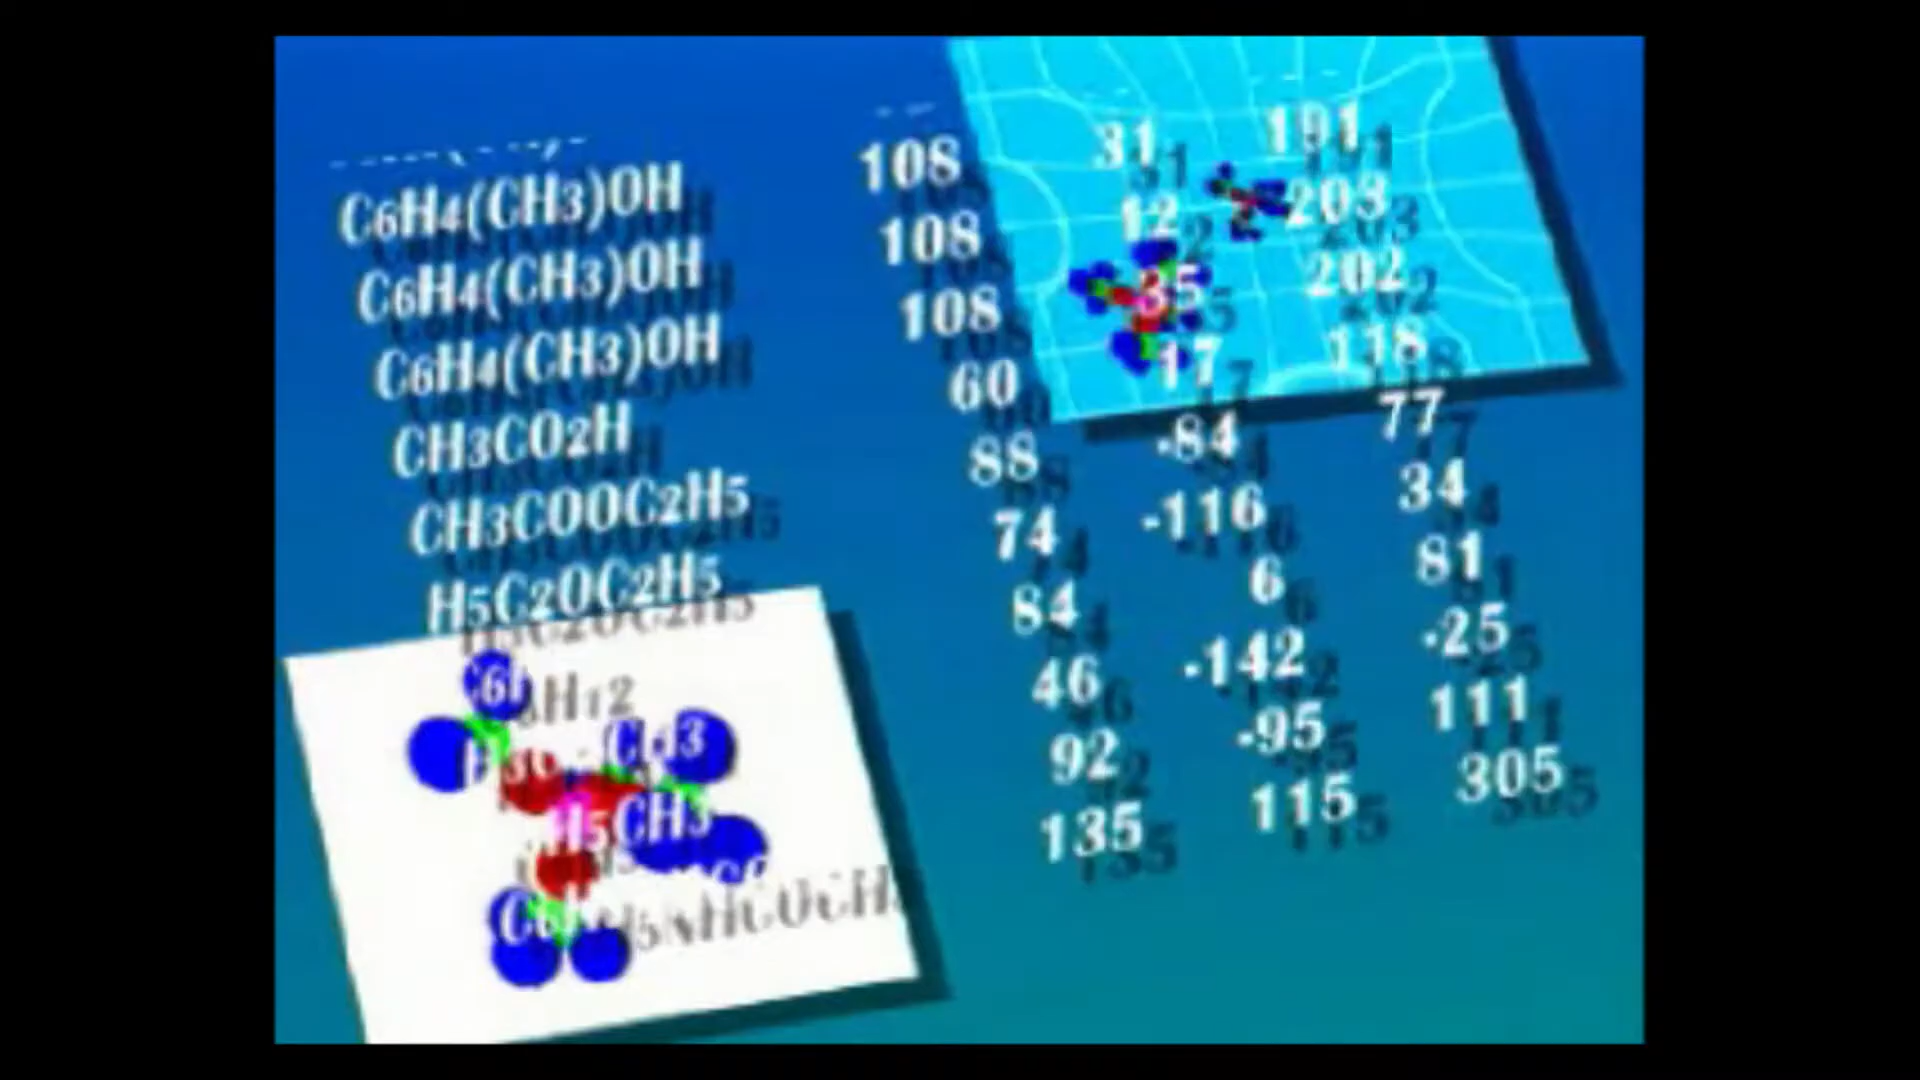 C6H4(CH3)OH 108 31 191
C6H4(CH3)OH 108 12 203
C6H4(CH3)OH 108 35 202
CH3CO2H 60 17 118
CH3COOC2H5 88 -84 77
H5C2OC2H5 74 -116 34
84 6 81
46 -142 -25
92 -95 111
135 115 305